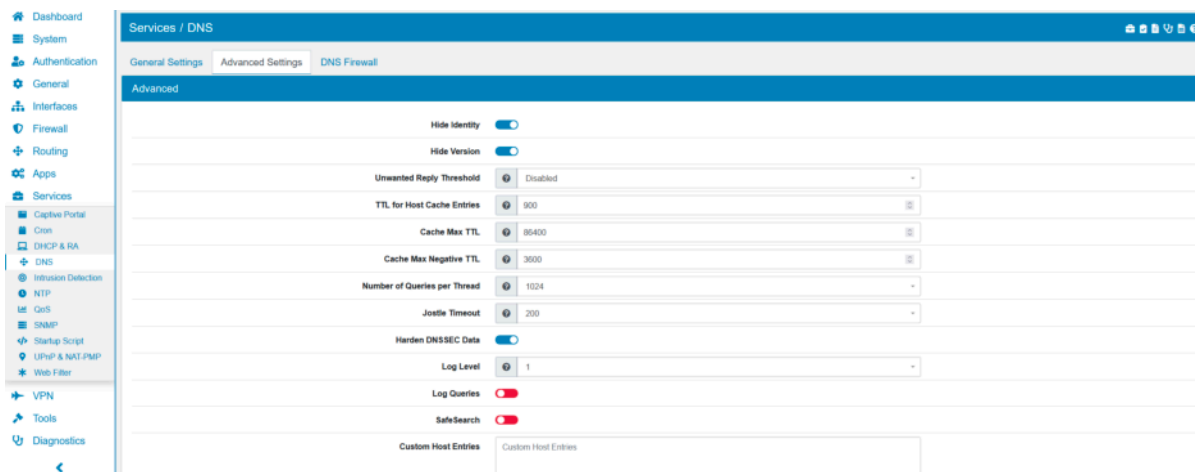 Dashboard
System
Authentication
General
Interfaces
Firewall
Routing
Apps
Services
Captive Portal
Cron
DHCP & RA
DNS
Intrusion Detection
NTP
QoS
SNMP
Startup Script
UPnP & NAT-PMP
Web Filter
VPN
Tools
Diagnostics
Services / DNS
General Settings Advanced Settings DNS Firewall
Advanced
Hide Identity
Hide Version
Unwanted Reply Threshold Disabled
TTL for Host Cache Entries 900
Cache Max TTL 86400
Cache Max Negative TTL 3600
Number of Queries per Thread 1024
Jostle Timeout 200
Harden DNSSEC Data
Log Level 1
Log Queries
SafeSearch
Custom Host Entries Custom Host Entries